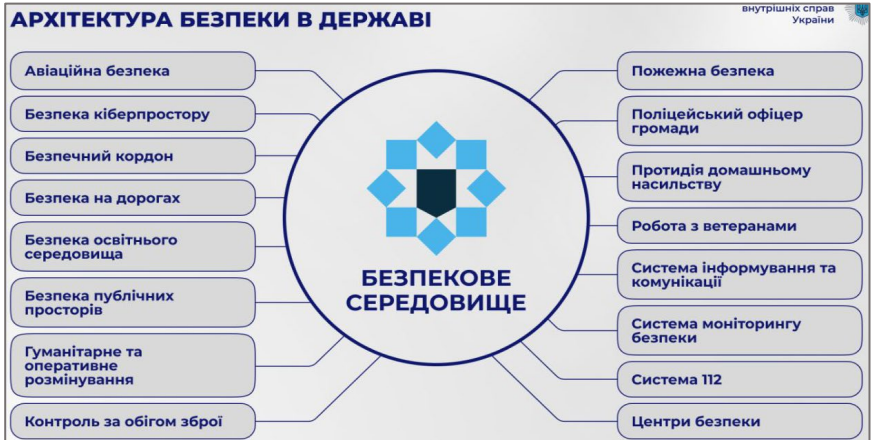 АРХІТЕКТУРА БЕЗПЕКИ В ДЕРЖАВІ
внутрішніх справ
України
Авіаційна безпека
Безпека кіберпростору
Безпечний кордон
Безпека на дорогах
Безпека освітнього
середовища
Безпека публічних
просторів
Гуманітарне та
оперативне
розмінування
Контроль за обігом зброї
БЕЗПЕКОВЕ
СЕРЕДОВИЩЕ
Пожежна безпека
Поліцейський офіцер
громади
Протидія домашньому
насильству
Робота з ветеранами
Система інформування та
комунікації
Система моніторингу
безпеки
Система 112
Центри безпеки